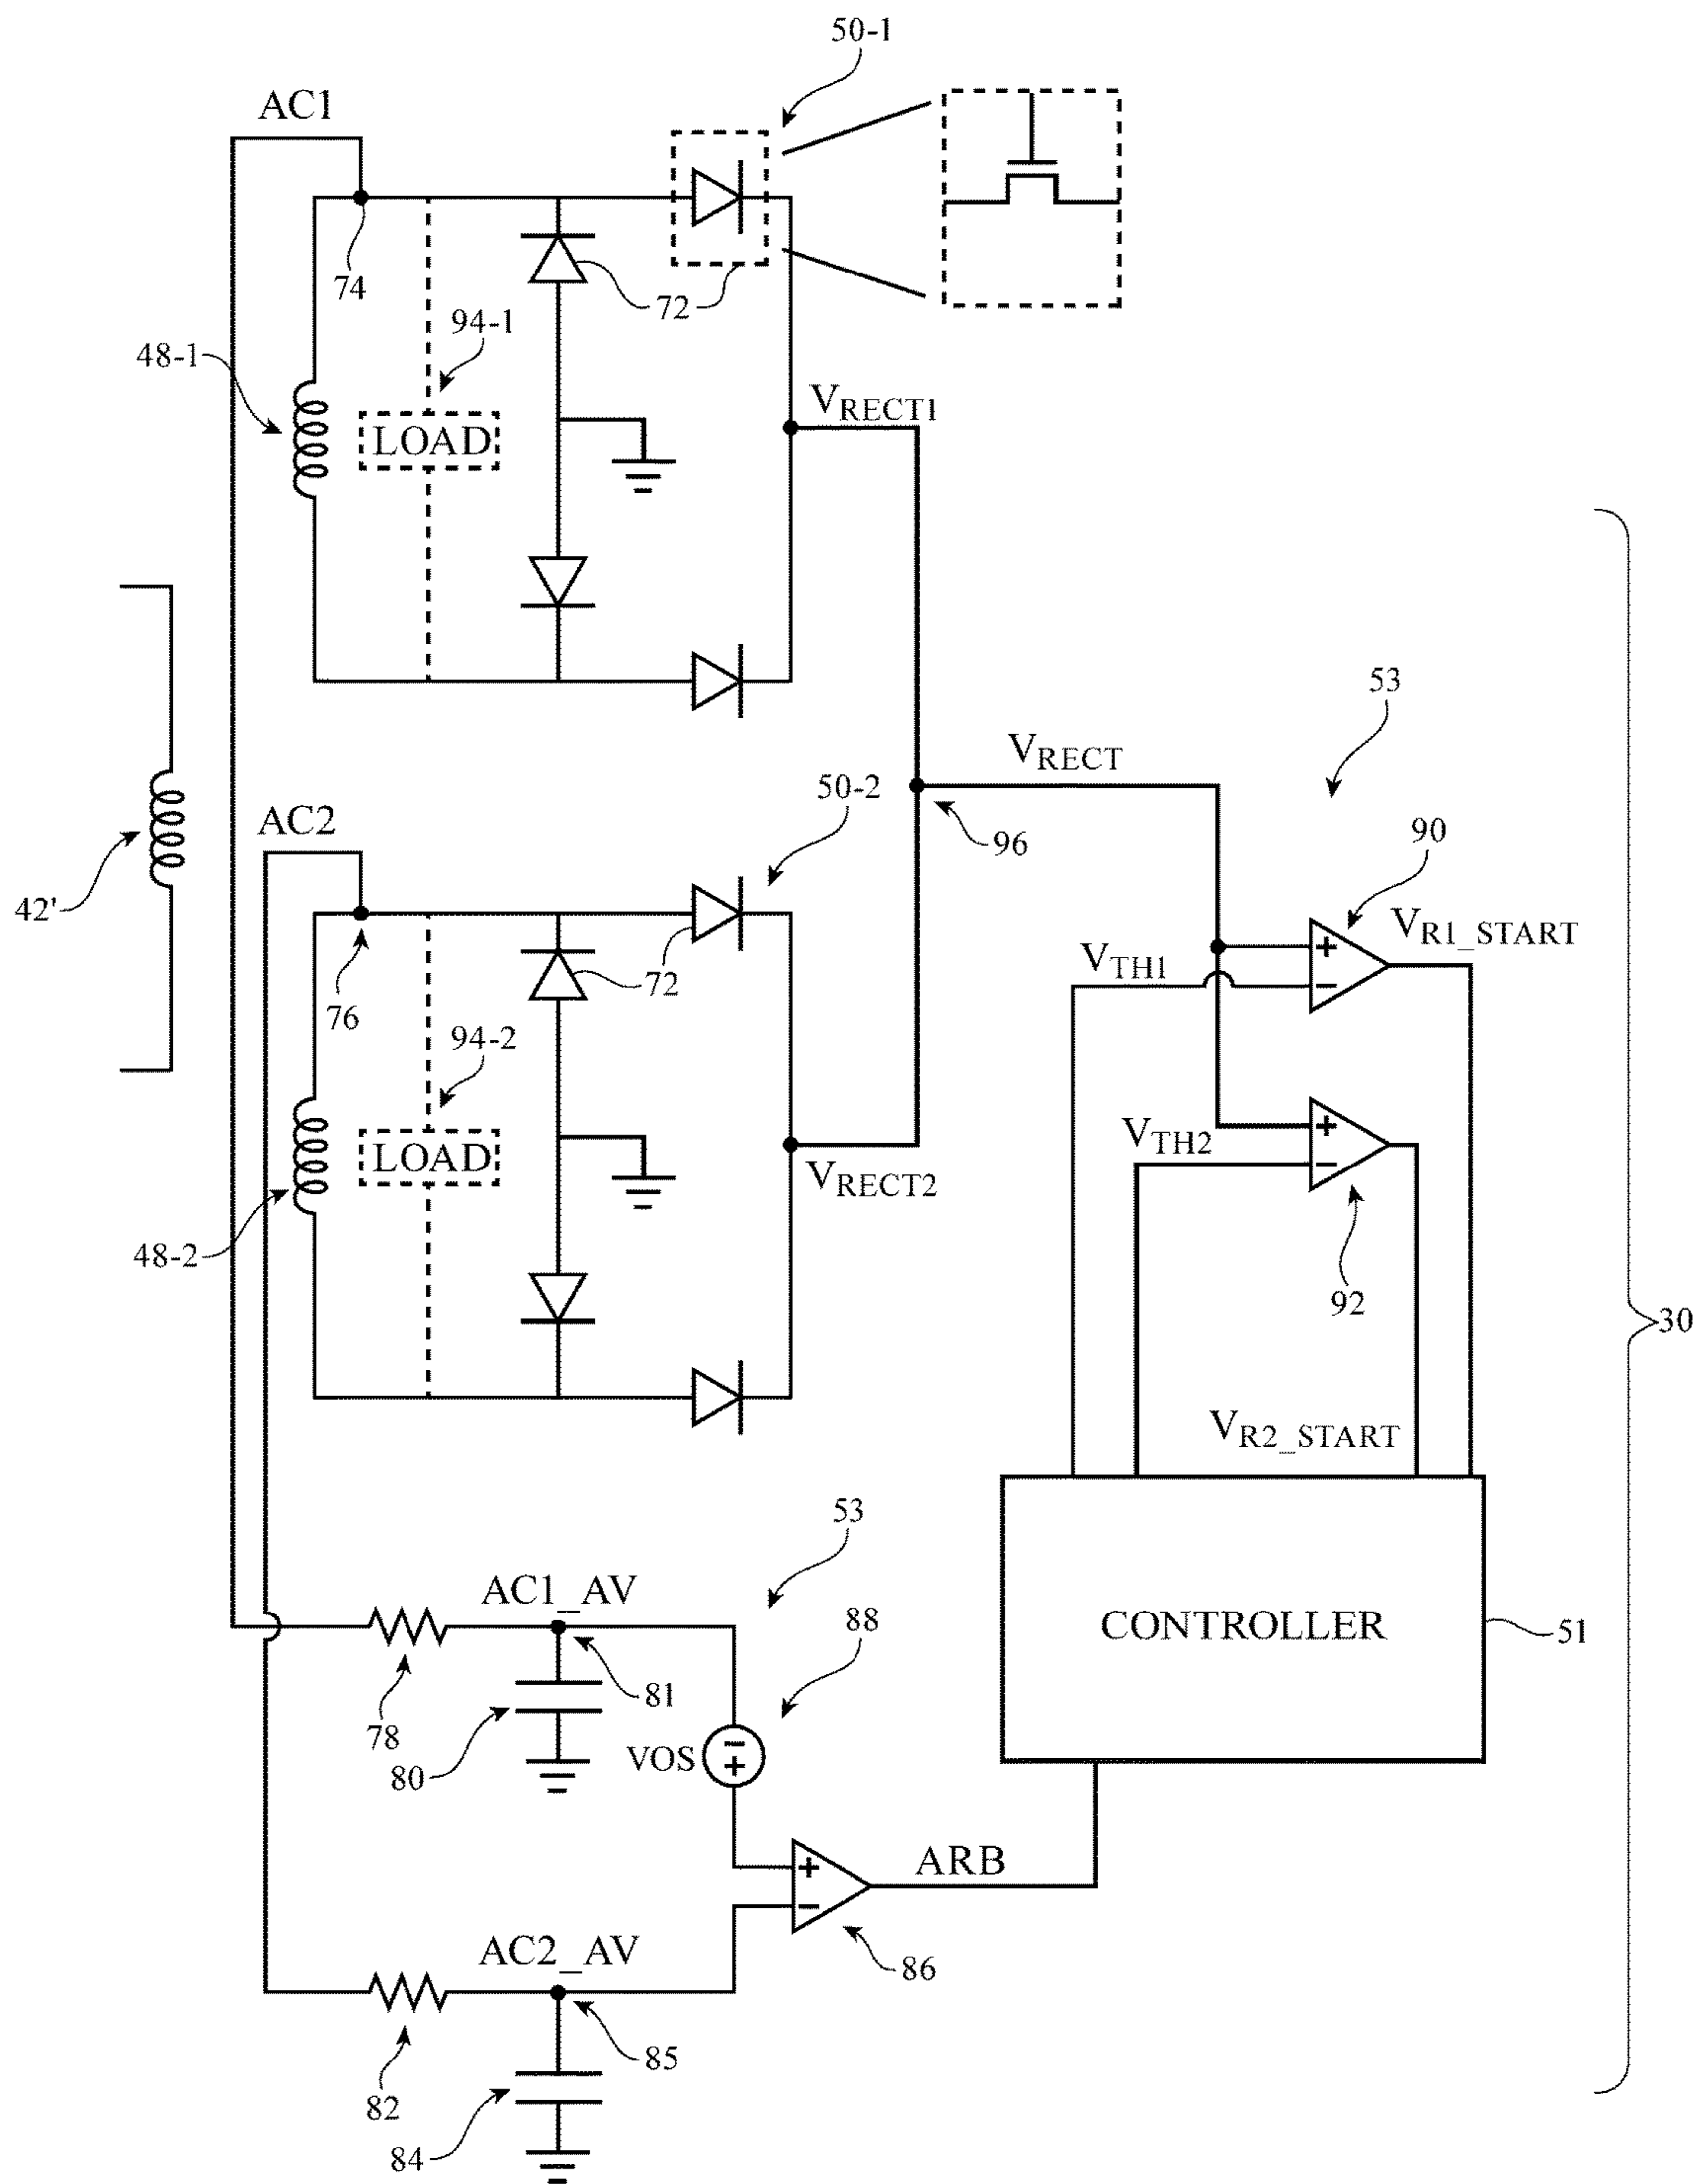 50-1
AC1
74
72
94-1
48-1
VRECT1
LOAD
53
VRECT
50-2
AC2
96
90
42'
VR1_START
VTH1
72
76
94-2
VTH2
LOAD
VRECT2
48-2
92
30
VR2_START
53
AC1_AV
88
CONTROLLER
51
81
78
VOS
80
ARB
AC2_AV
86
85
82
84